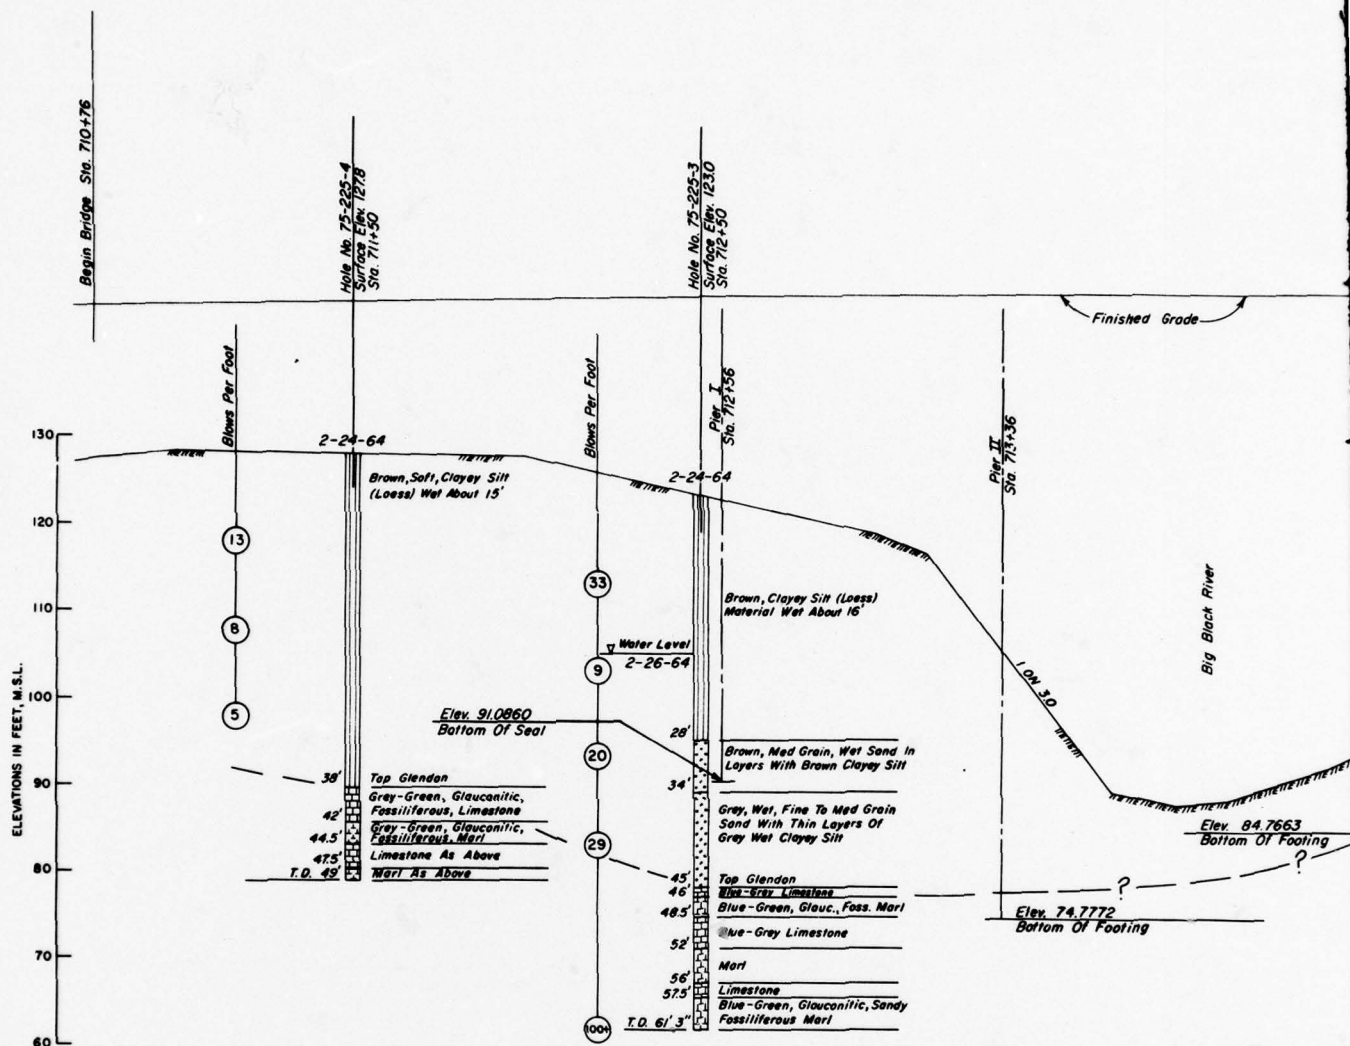 Begin Bridge Sta. 710+76
Hole No. 75-225-4
Surface Elev. 127.8
Sta. 711+50
Hole No. 75-225-3
Surface Elev. 123.0
Sta. 712+50
Finished Grade
Blows Per Foot
Blows Per Foot
Pier I
Sta. 712+56
Pier II
Sta. 713+36
Big Black River
ELEVATIONS IN FEET, M.S.L.
130
120
110
100
90
80
70
60
13
8
5
2-24-64
Brown, Soft, Clayey Silt
(Loess) Wet About 15'
38'
Top Glendon
Grey-Green, Glauconitic,
Fossiliferous, Limestone
42'
Grey-Green, Glauconitic,
Fossiliferous, Marl
44.5'
Limestone As Above
47.5'
Marl As Above
T.D. 49'
33
9
20
29
100+
2-24-64
Brown, Clayey Silt (Loess)
Material Wet About 16'
Water Level
2-26-64
Elev. 91.0860
Bottom Of Seal
28'
Brown, Med Grain, Wet Sand In
Layers With Brown Clayey Silt
34'
Grey, Wet, Fine To Med Grain
Sand With Thin Layers Of
Grey Wet Clayey Silt
45'
Top Glendon
46'
Blue-Grey Limestone
Blue-Green, Glauc., Foss. Marl
48.5'
Blue-Grey Limestone
52'
Marl
56'
Limestone
57.5'
Blue-Green, Glauconitic, Sandy
Fossiliferous Marl
T.D. 61' 3"
1 ON 3.0
Elev. 84.7663
Bottom Of Footing
?
?
Elev. 74.7772
Bottom Of Footing